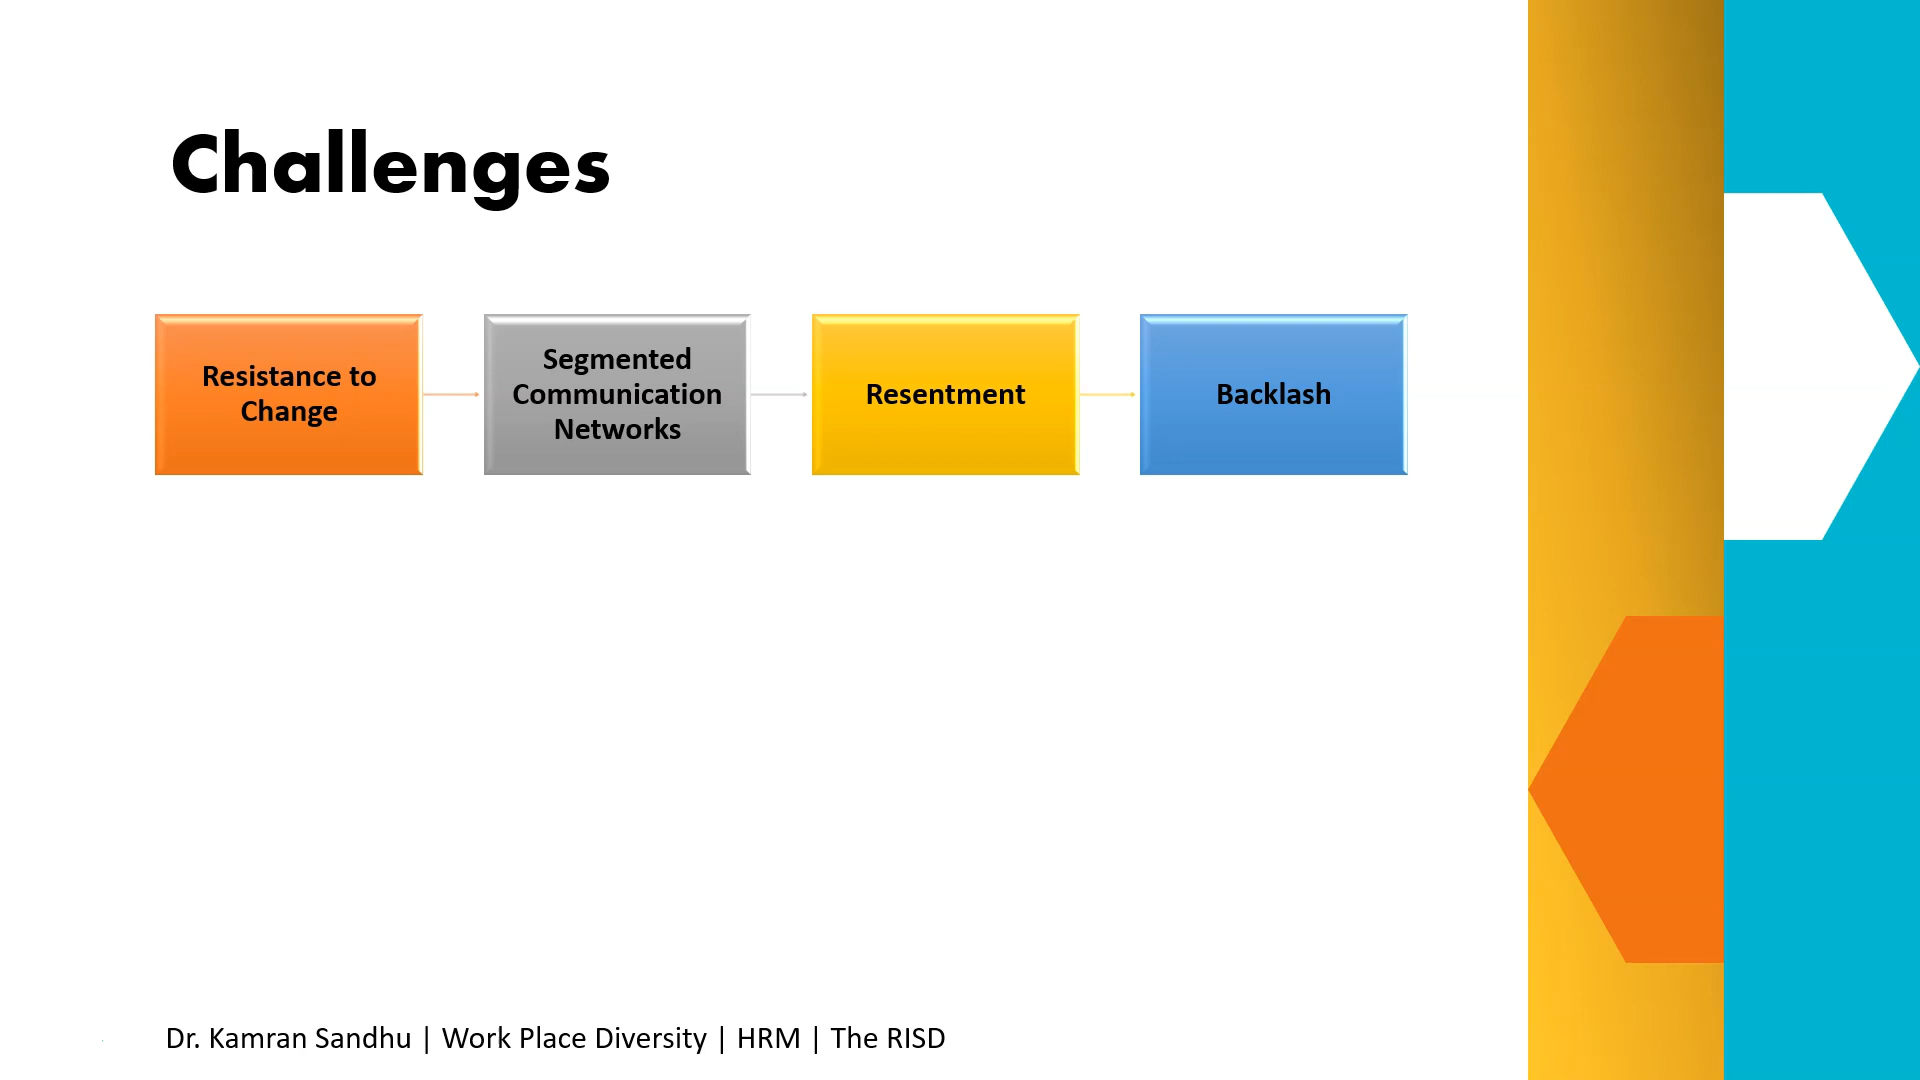 Challenges
Resistance to
Change
Segmented
Communication
Networks
Resentment
Backlash
Dr. Kamran Sandhu | Work Place Diversity | HRM | The RISD